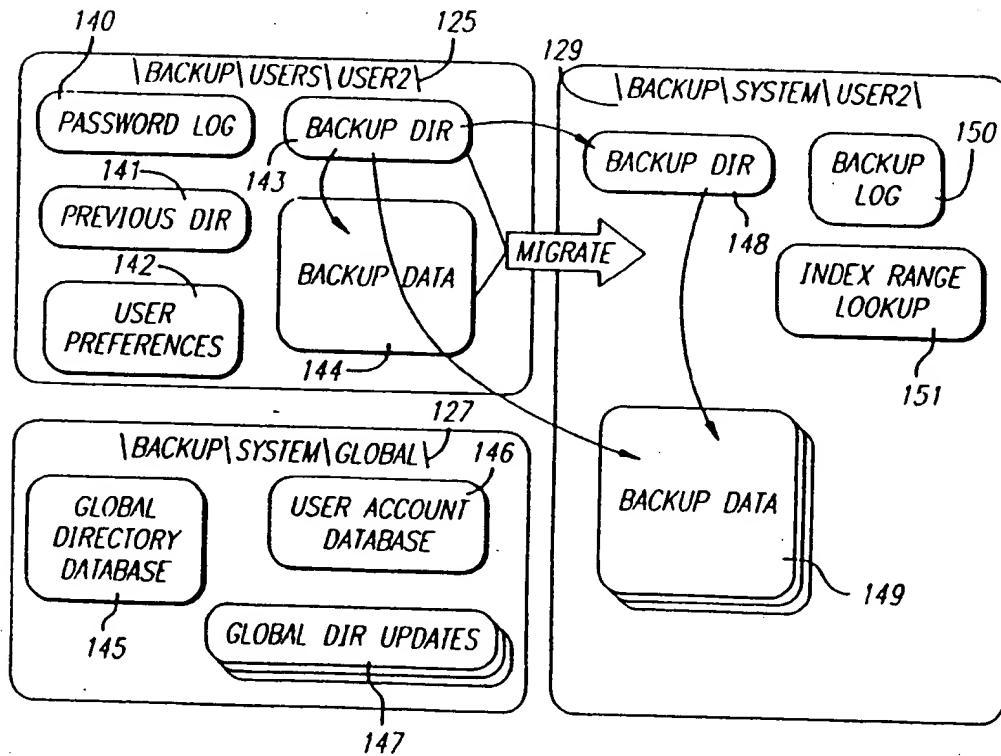 140
125
\BACKUP\USERS\USER2\
PASSWORD LOG
BACKUP DIR
143
141
PREVIOUS DIR
142
USER
PREFERENCES
BACKUP DATA
144
MIGRATE
129
\BACKUP\SYSTEM\USER2\
BACKUP DIR
148
BACKUP
LOG
150
INDEX RANGE
LOOKUP
151
BACKUP DATA
149
127
\BACKUP\SYSTEM\GLOBAL\
146
GLOBAL
DIRECTORY
DATABASE
145
USER ACCOUNT
DATABASE
GLOBAL DIR UPDATES
147